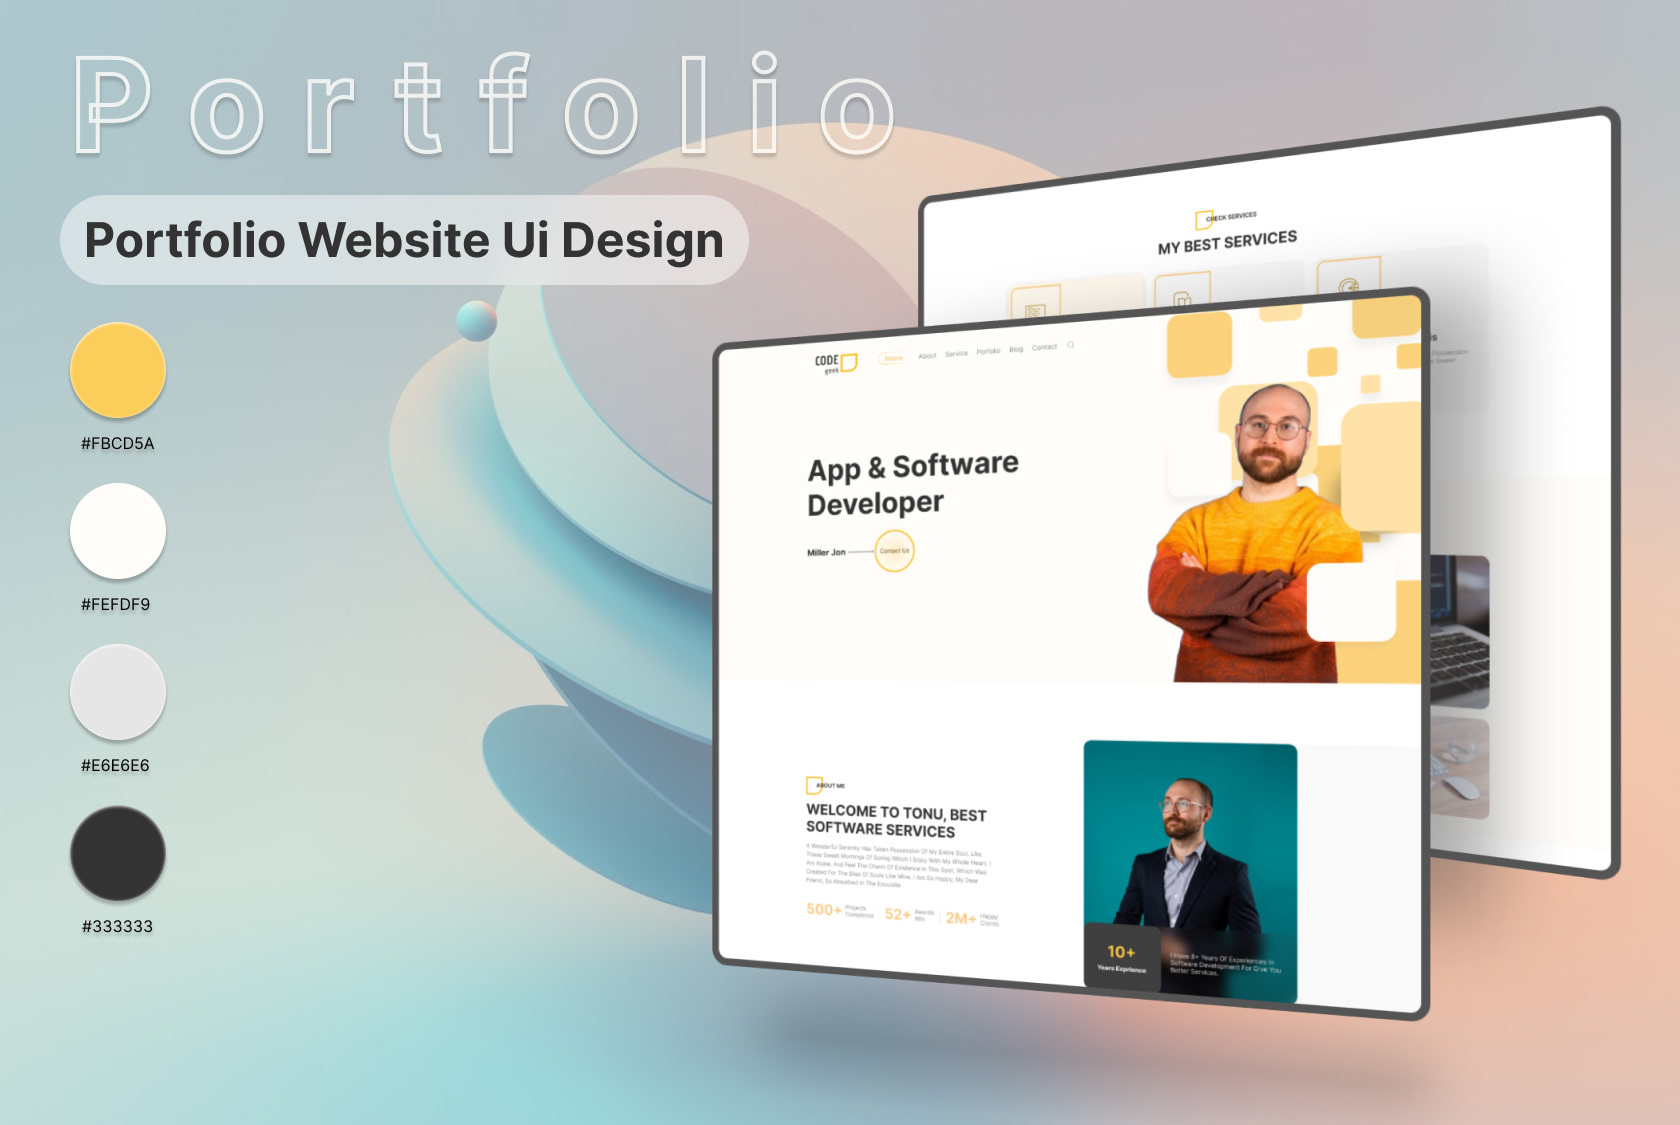 Portfolio
Portfolio Website Ui Design
#FBCD5A
#FEFDF9
#E6E6E6
#333333
CHECK SERVICES
MY BEST SERVICES
is
Possession
Sweet
CODE
geek
Home About Service Portfolio Blog Contact
App & Software
Developer
Miller Jon
Contact Us
ABOUT ME
WELCOME TO TONU, BEST
SOFTWARE SERVICES
A Wonderful Serenity Has Taken Possession Of My Entire Soul, Like
These Sweet Mornings Of Spring Which I Enjoy With My Whole Heart. I
Am Alone, And Feel The Charm Of Existence In This Spot, Which Was
Created For The Bliss Of Souls Like Mine. I Am So Happy, My Dear
Friend, So Absorbed In The Exquisite
500+ Projects
Completed
52+ Awards
Win
2M+ Happy
Clients
10+
Years Exprience
I Have 8+ Years Of Experiences In
Software Development For Give You
Better Services.